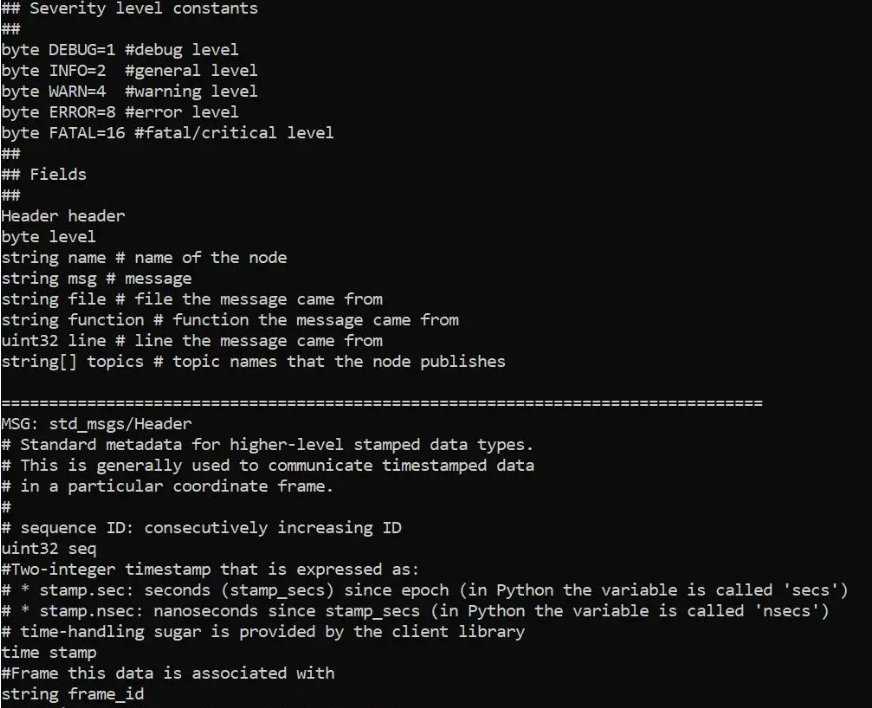 ## Severity level constants
##
byte DEBUG=1 #debug level
byte INFO=2  #general level
byte WARN=4  #warning level
byte ERROR=8 #error level
byte FATAL=16 #fatal/critical level
##
## Fields
##
Header header
byte level
string name # name of the node
string msg # message
string file # file the message came from
string function # function the message came from
uint32 line # line the message came from
string[] topics # topic names that the node publishes
================================================================================
MSG: std_msgs/Header
# Standard metadata for higher-level stamped data types.
# This is generally used to communicate timestamped data
# in a particular coordinate frame.
#
# sequence ID: consecutively increasing ID
uint32 seq
#Two-integer timestamp that is expressed as:
# * stamp.sec: seconds (stamp_secs) since epoch (in Python the variable is called 'secs')
# * stamp.nsec: nanoseconds since stamp_secs (in Python the variable is called 'nsecs')
# time-handling sugar is provided by the client library
time stamp
#Frame this data is associated with
string frame_id